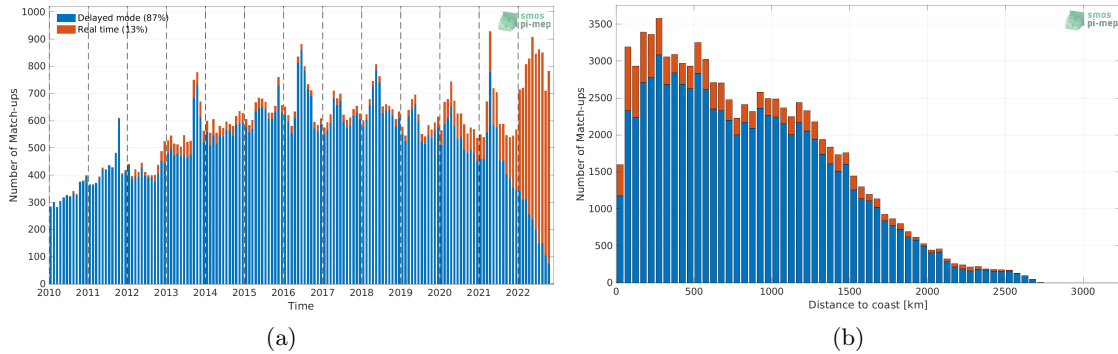 Delayed mode (87%)
Real time (13%)
smos
pi-mep
Number of Match-ups
1000
900
800
700
600
500
400
300
200
100
0
2010 2011 2012 2013 2014 2015 2016 2017 2018 2019 2020 2021 2022
Time
(a)
smos
pi-mep
Number of Match-ups
3500
3000
2500
2000
1500
1000
500
0
0 500 1000 1500 2000 2500 3000
Distance to coast [km]
(b)